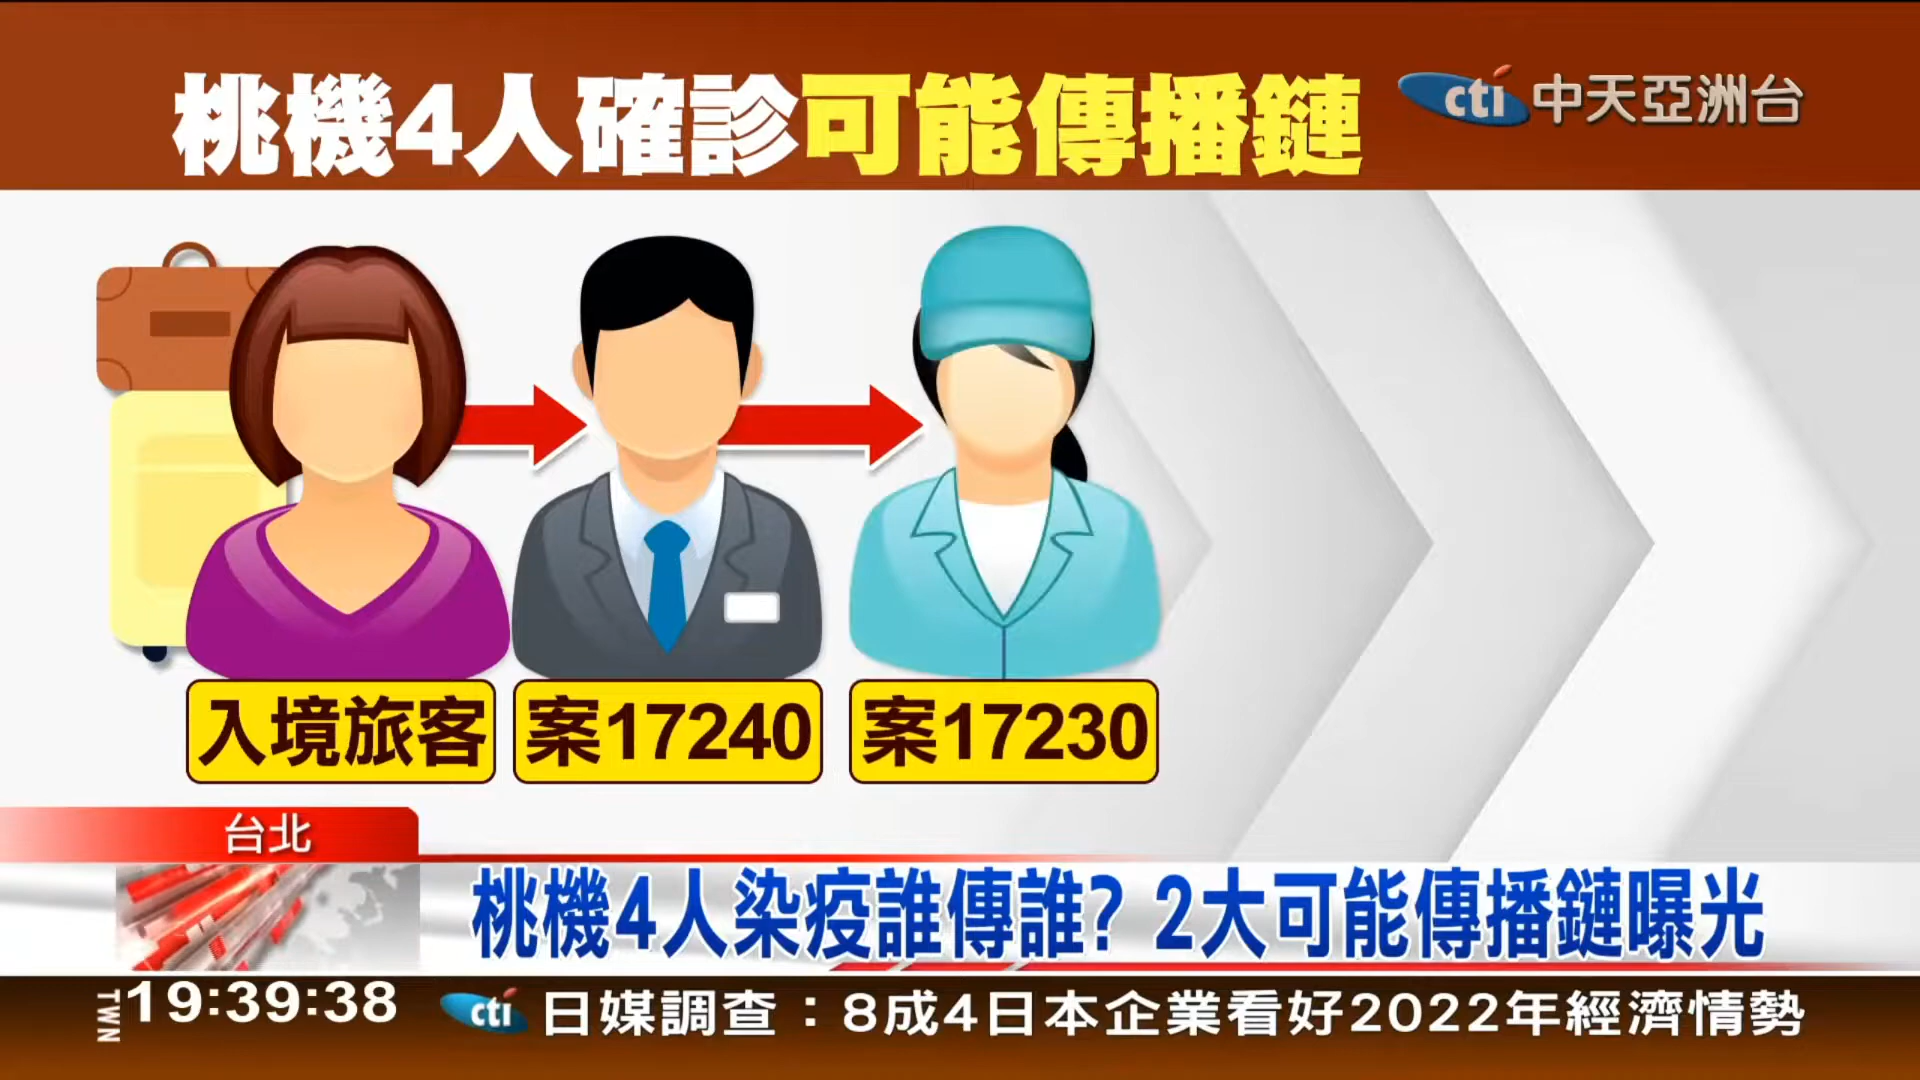 桃機4人確診可能傳播鏈
cti 中天亞洲台
入境旅客
案17240
案17230
台北
桃機4人染疫誰傳誰? 2大可能傳播鏈曝光
TWN 19:39:38
cti 日媒調查：8成4日本企業看好2022年經濟情勢